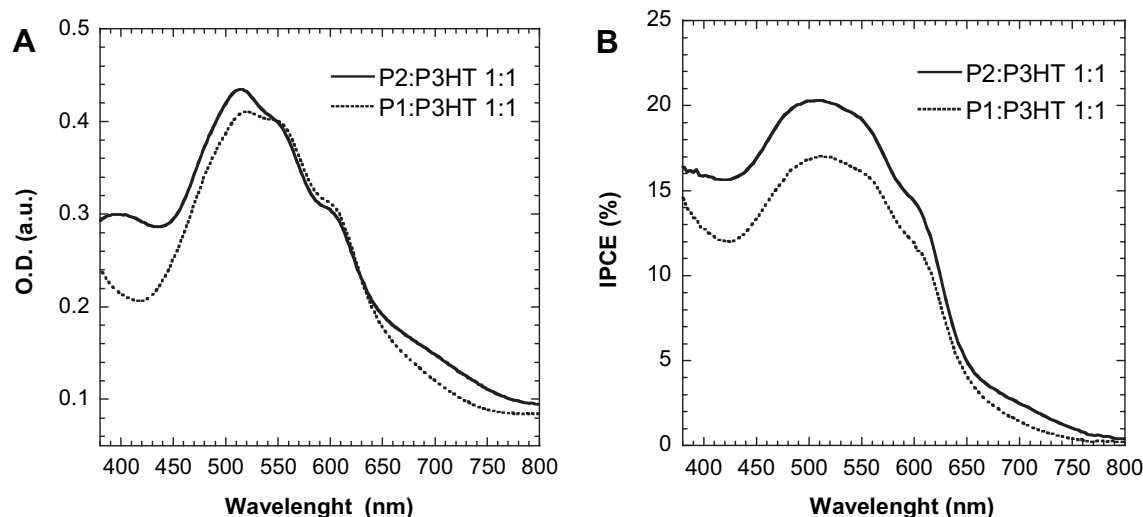 A
0.5
0.4
0.3
0.2
0.1
O.D. (a.u.)
P2:P3HT 1:1
P1:P3HT 1:1
400 450 500 550 600 650 700 750 800
Wavelenght (nm)
B
25
20
15
10
5
0
IPCE (%)
P2:P3HT 1:1
P1:P3HT 1:1
400 450 500 550 600 650 700 750 800
Wavelenght (nm)